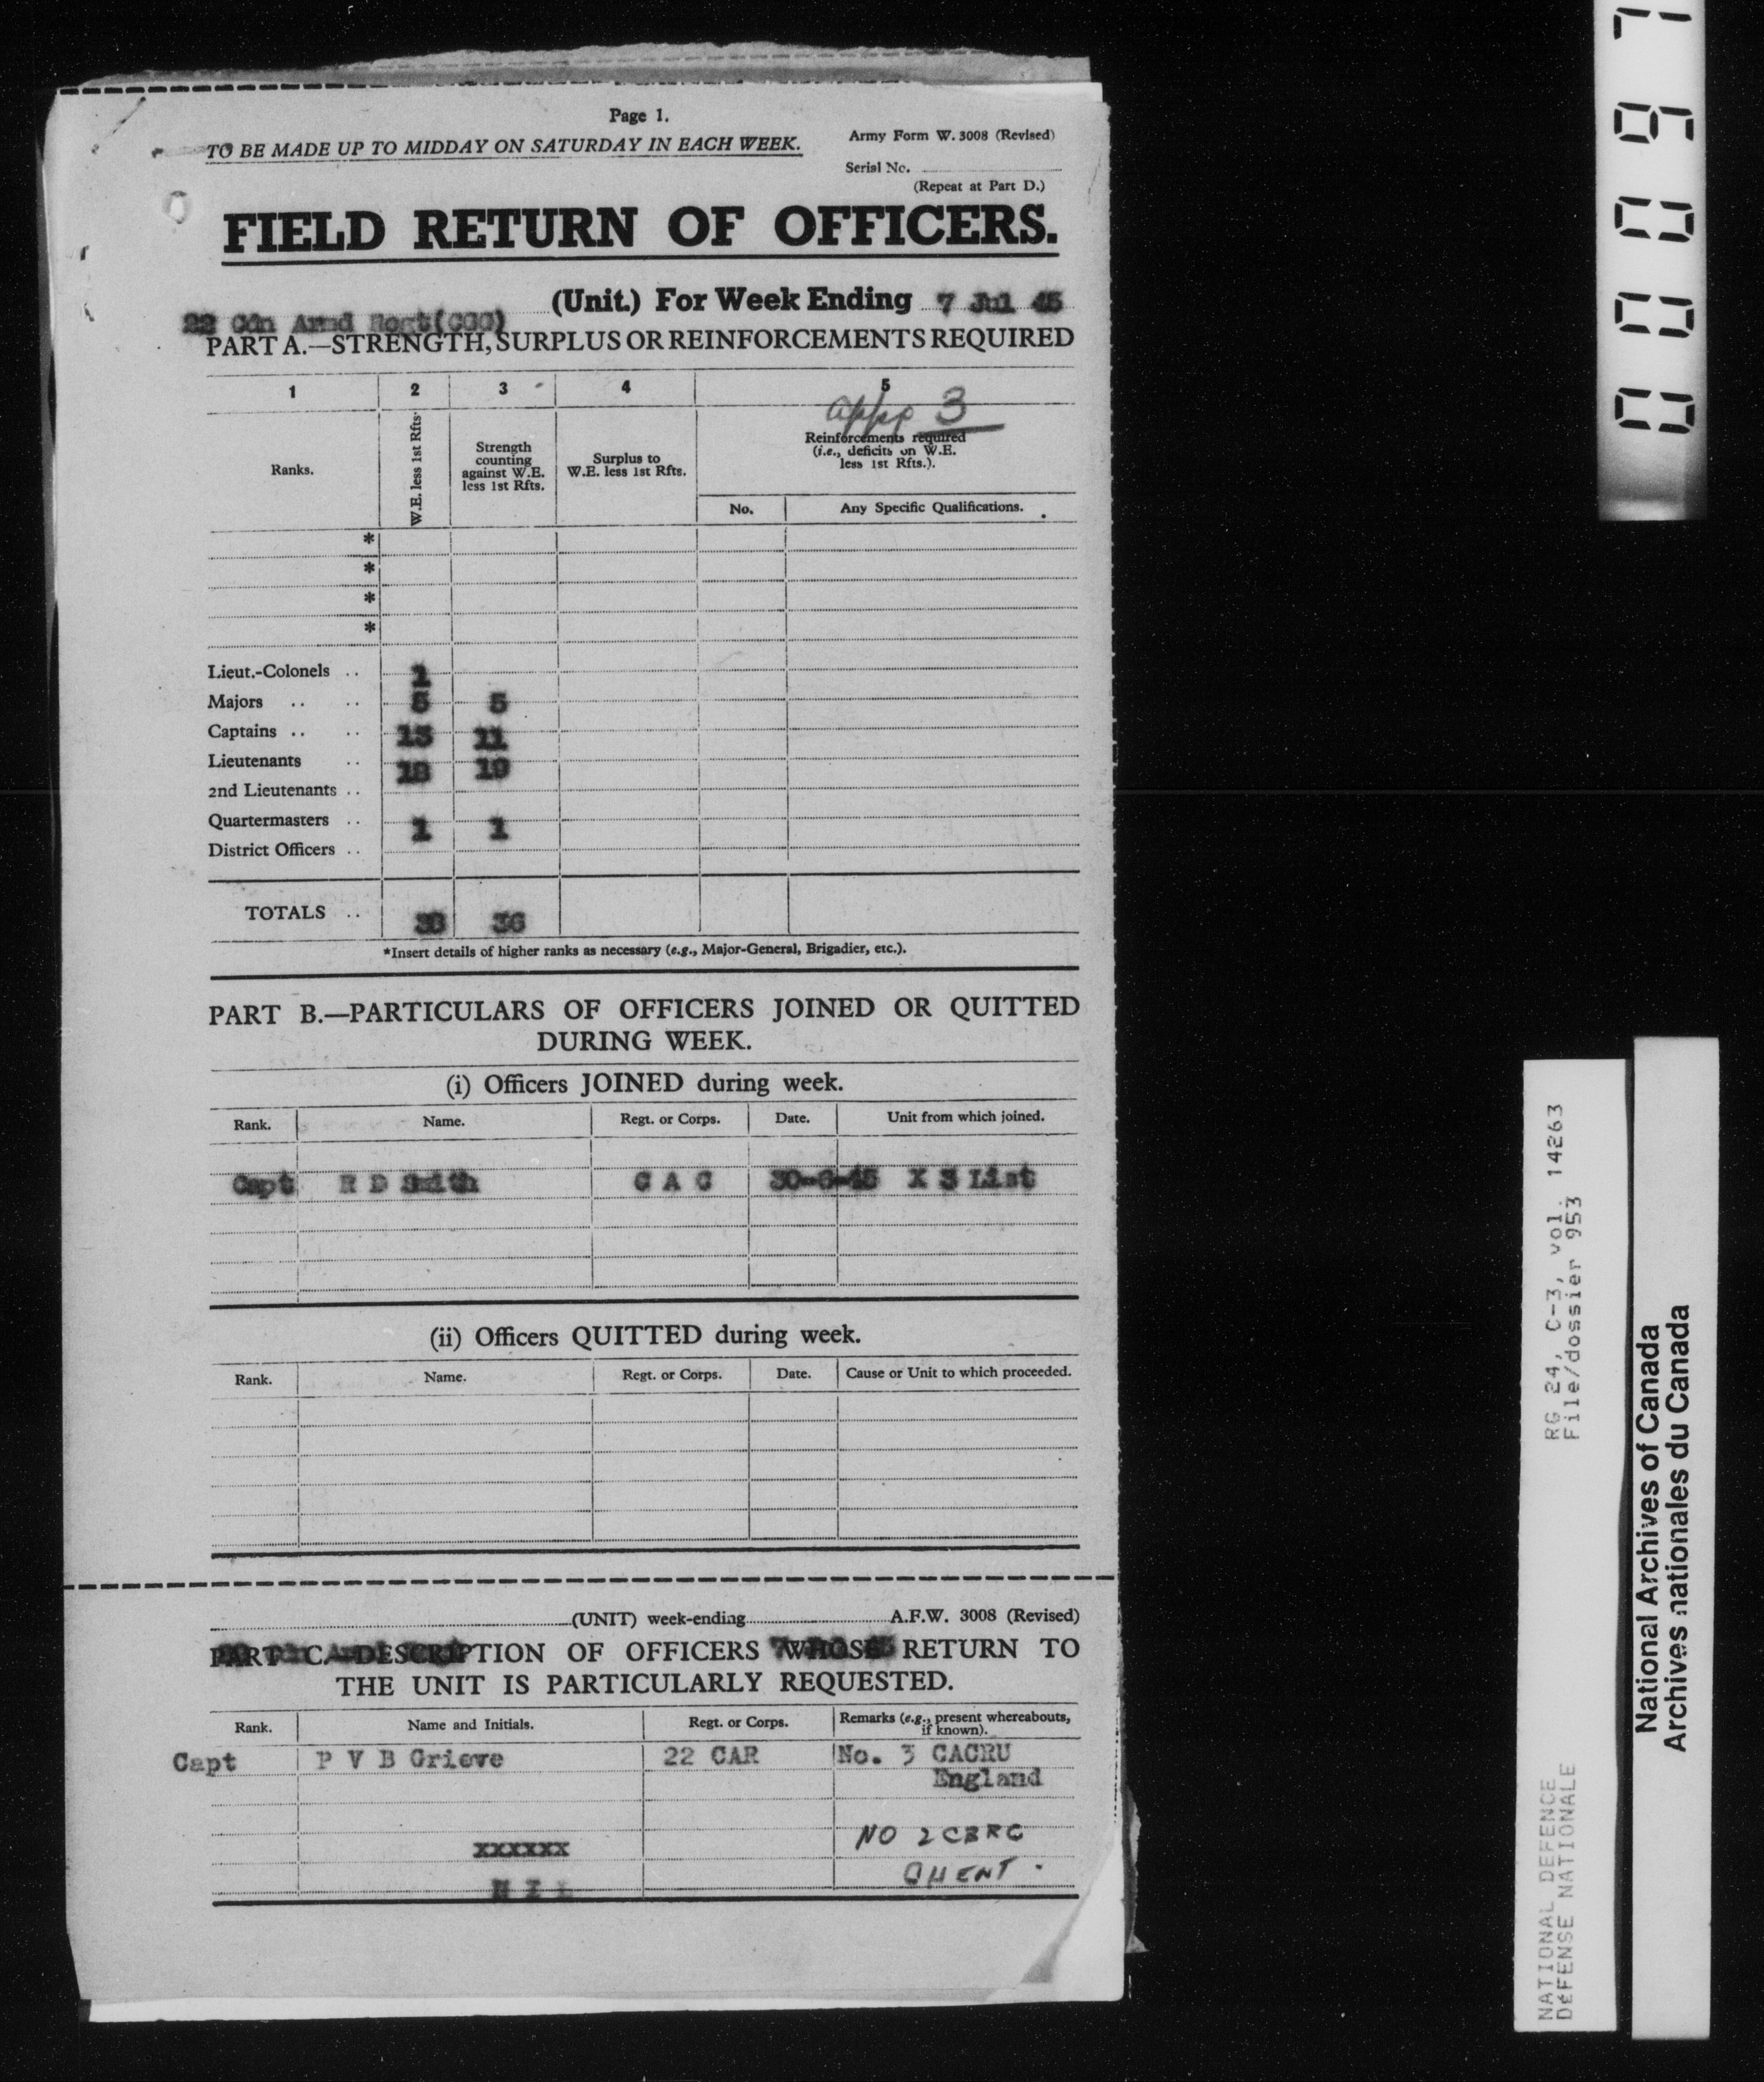 Page 1.
TO BE MADE UP TO MIDDAY ON SATURDAY IN EACH WEEK.
Army Form W. 3008 (Revised)
Serial No.
(Repeat at Part D.)
FIELD RETURN OF OFFICERS.
22 Cdn Armd Regt(CGG) (Unit.) For Week Ending 7 Jul 45
PART A.—STRENGTH, SURPLUS OR REINFORCEMENTS REQUIRED
1 2 3 4 5
appx 3
Ranks.
W.E. less 1st Rfts.
Strength counting against W.E. less 1st Rfts.
Surplus to W.E. less 1st Rfts.
Reinforcements required (i.e., deficits on W.E. less 1st Rfts.).
No. Any Specific Qualifications.
*
*
*
*
Lieut.-Colonels .. 1
Majors .. .. 5 5
Captains .. .. 13 11
Lieutenants .. 18 19
2nd Lieutenants ..
Quartermasters .. 1 1
District Officers ..
TOTALS .. 38 36
*Insert details of higher ranks as necessary (e.g., Major-General, Brigadier, etc.).
PART B.—PARTICULARS OF OFFICERS JOINED OR QUITTED
DURING WEEK.
(i) Officers JOINED during week.
Rank. Name. Regt. or Corps. Date. Unit from which joined.
Capt R D Smith C A C 30-6-45 X 3 List
(ii) Officers QUITTED during week.
Rank. Name. Regt. or Corps. Date. Cause or Unit to which proceeded.
(UNIT) week-ending A.F.W. 3008 (Revised)
PART C.—DESCRIPTION OF OFFICERS WHOSE RETURN TO
THE UNIT IS PARTICULARLY REQUESTED.
Rank. Name and Initials. Regt. or Corps. Remarks (e.g., present whereabouts, if known).
Capt P V B Grieve 22 CAR No. 3 CACRU
England
NO 2 CBRG
XXXXXX
GHENT.
N I L
00097
RG 24, C-3, vol. 14263
File/dossier 953
NATIONAL DEFENCE
DÉFENSE NATIONALE
National Archives of Canada
Archives nationales du Canada